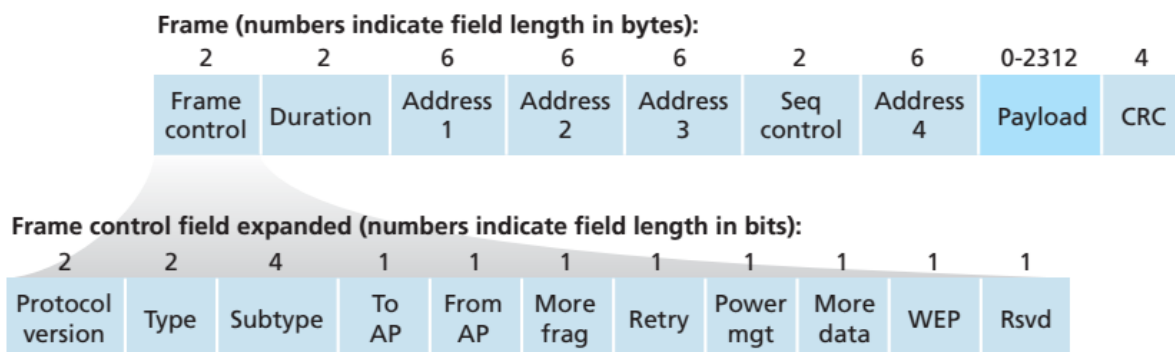 Frame (numbers indicate field length in bytes):
2 2 6 6 6 2 6 0-2312 4
Frame control Duration Address 1 Address 2 Address 3 Seq control Address 4 Payload CRC
Frame control field expanded (numbers indicate field length in bits):
2 2 4 1 1 1 1 1 1 1 1
Protocol version Type Subtype To AP From AP More frag Retry Power mgt More data WEP Rsvd